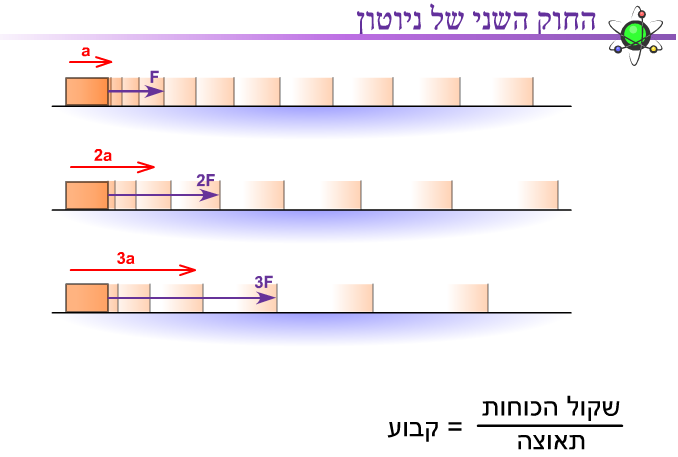 החוק השני של ניוטון
a
F
2a
2F
3a
3F
שקול הכוחות
תאוצה
= קבוע